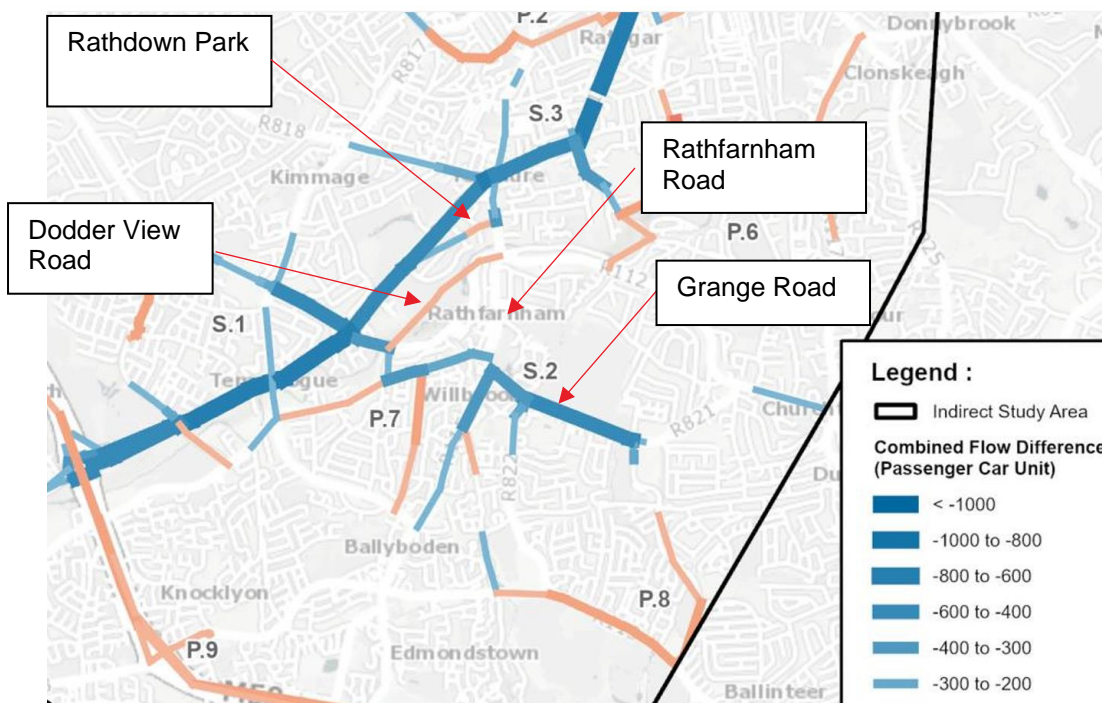 Rathdown Park
P.2
Donnybrook
R817
Clonskeagh
S.3
R818
Kimmage
Rathfarnham
Road
Dodder View
Road
P.6
R112
R825
Grange Road
Rathfarnham
S.1
S.2
P.7
R821
R822
Ballyboden
Knocklyon
P.8
P.9
Edmondstown
Ballinteer
Legend :
Indirect Study Area
Combined Flow Difference
(Passenger Car Unit)
< -1000
-1000 to -800
-800 to -600
-600 to -400
-400 to -300
-300 to -200